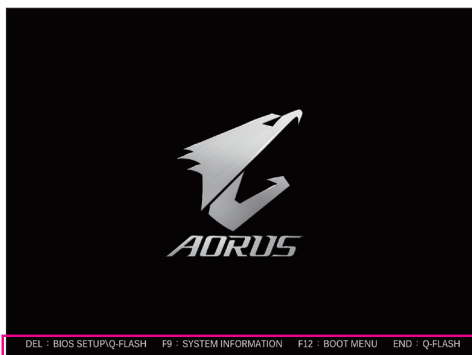 AORUS
DEL : BIOS SETUP\Q-FLASH F9 : SYSTEM INFORMATION F12 : BOOT MENU END : Q-FLASH